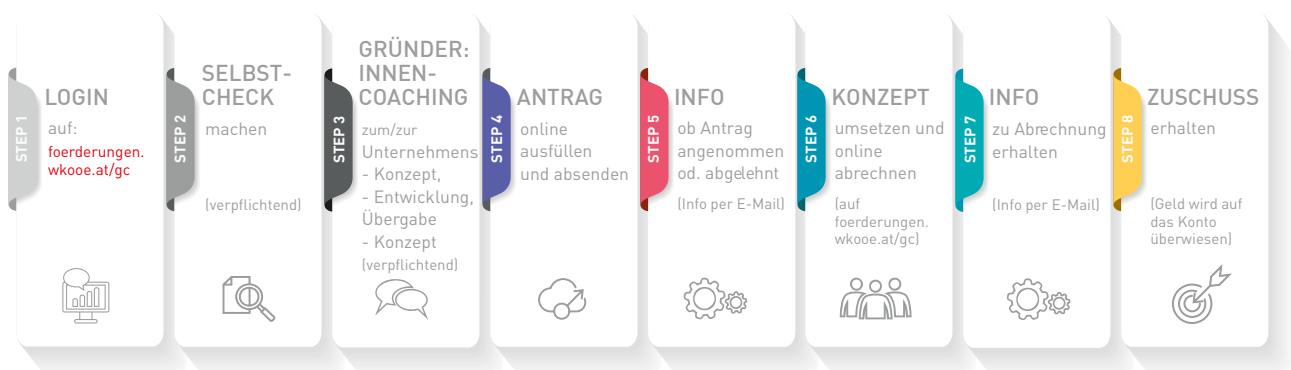 STEP 1
LOGIN
auf:
foerderungen.
wkooe.at/gc
STEP 2
SELBST-
CHECK
machen
(verpflichtend)
STEP 3
GRÜNDER:
INNEN-
COACHING
zum/zur
Unternehmens
- Konzept,
- Entwicklung,
Übergabe
- Konzept
(verpflichtend)
STEP 4
ANTRAG
online
ausfüllen
und absenden
STEP 5
INFO
ob Antrag
angenommen
od. abgelehnt
(Info per E-Mail)
STEP 6
KONZEPT
umsetzen und
online
abrechnen
(auf
foerderungen.
wkooe.at/gc)
STEP 7
INFO
zu Abrechnung
erhalten
(Info per E-Mail)
STEP 8
ZUSCHUSS
erhalten
(Geld wird auf
das Konto
überwiesen)